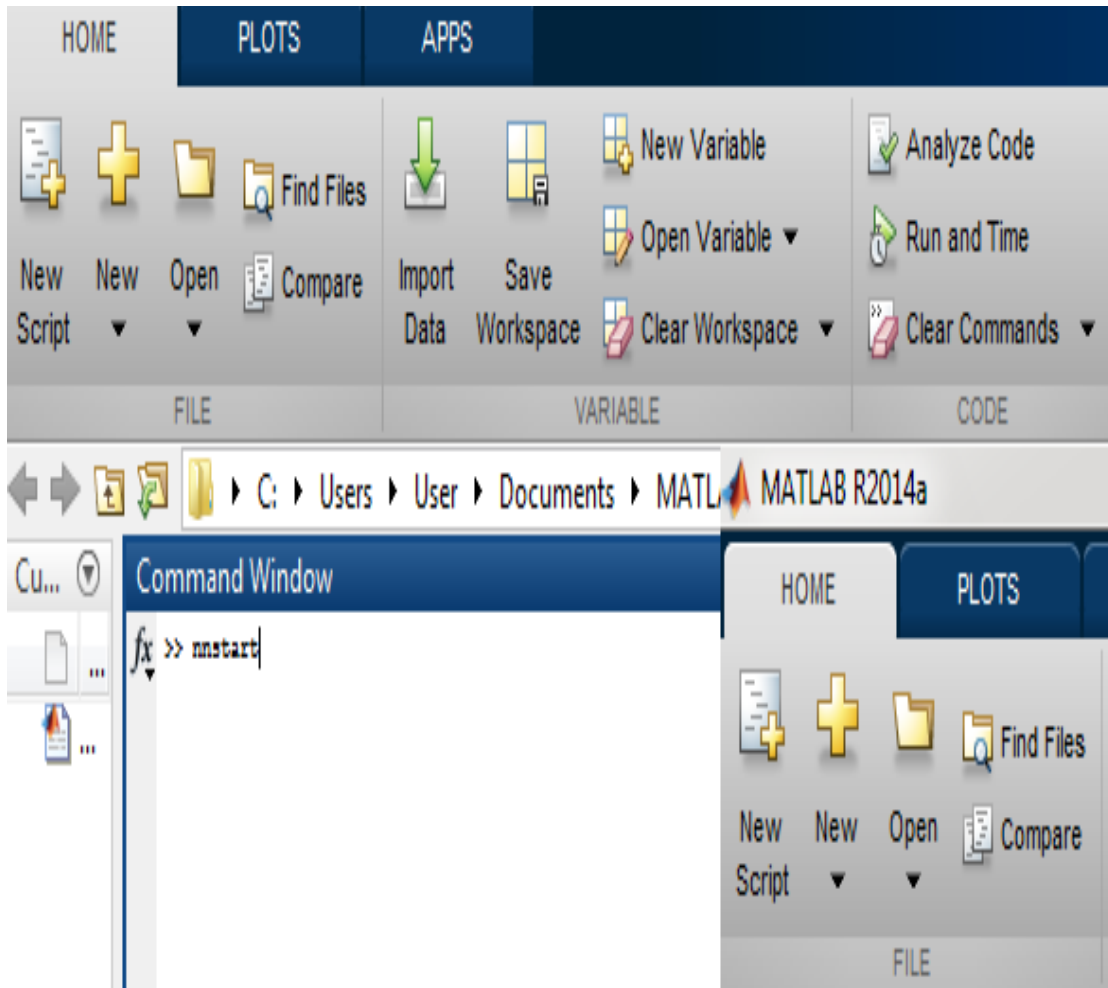 HOME PLOTS APPS
New Script
New
Open
Find Files
Compare
Import Data
Save Workspace
New Variable
Open Variable
Clear Workspace
Analyze Code
Run and Time
Clear Commands
FILE VARIABLE CODE
C: Users User Documents MATL
Cu...
Command Window
fx >> nnstart
...
...
MATLAB R2014a
HOME PLOTS
New Script
New
Open
Find Files
Compare
FILE